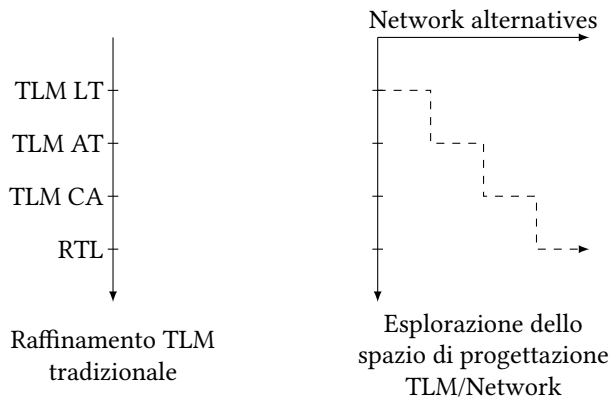 Network alternatives
TLM LT
TLM AT
TLM CA
RTL
Raffinamento TLM
tradizionale
Esplorazione dello
spazio di progettazione
TLM/Network